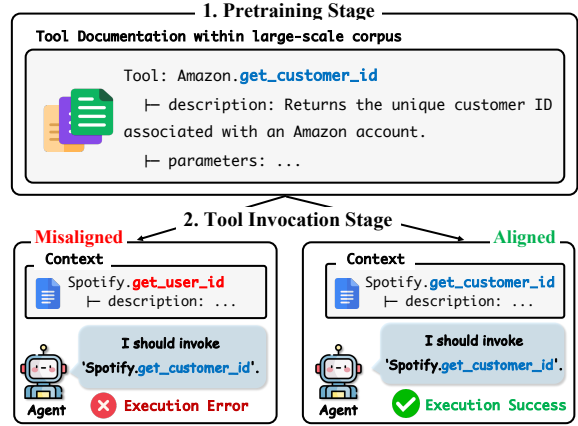 1. Pretraining Stage
Tool Documentation within large-scale corpus
Tool: Amazon.get_customer_id
⊢ description: Returns the unique customer ID
associated with an Amazon account.
⊢ parameters: ...
2. Tool Invocation Stage
Misaligned
Context
Spotify.get_user_id
⊢ description: ...
I should invoke
'Spotify.get_customer_id'.
Agent
Execution Error
Aligned
Context
Spotify.get_customer_id
⊢ description: ...
I should invoke
'Spotify.get_customer_id'.
Agent
Execution Success